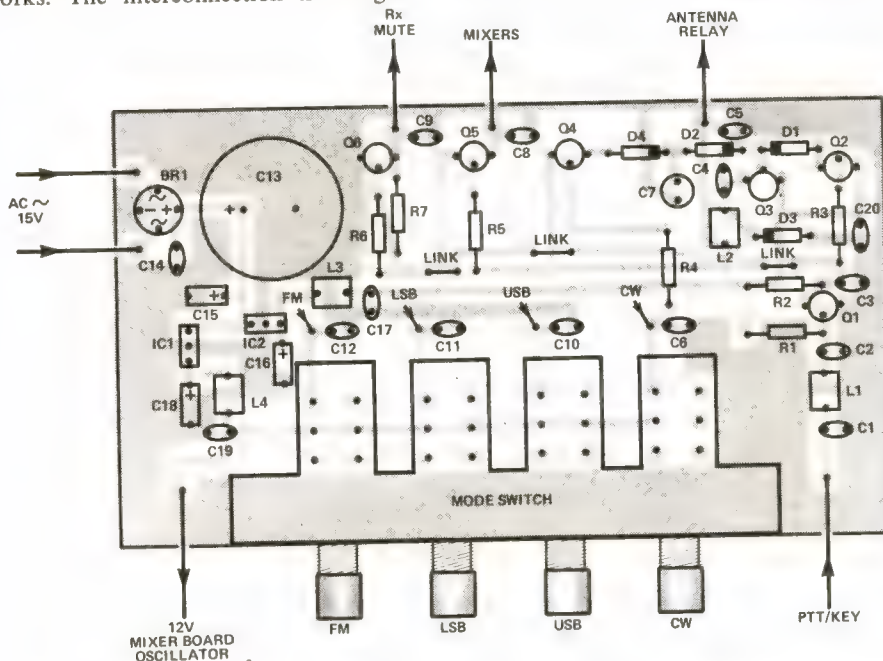 orks. The interconnection
Rx
MUTE
MIXERS
ANTENNA
RELAY
AC ~
15V
BR1
C13
Q6
C9
Q5
C8
Q4
D4
D2
C5
D1
Q2
C4
C7
Q3
R3
C20
R6
R7
R5
LINK
LINK
L2
D3
LINK
R4
C14
L3
C15
FM
C17
LSB
USB
CW
R2
C3
Q1
IC1
IC2
C12
C11
C10
C6
R1
C16
C2
C18
L4
L1
C19
C1
MODE SWITCH
FM
LSB
USB
CW
12V
MIXER BOARD
OSCILLATOR
PTT/KEY